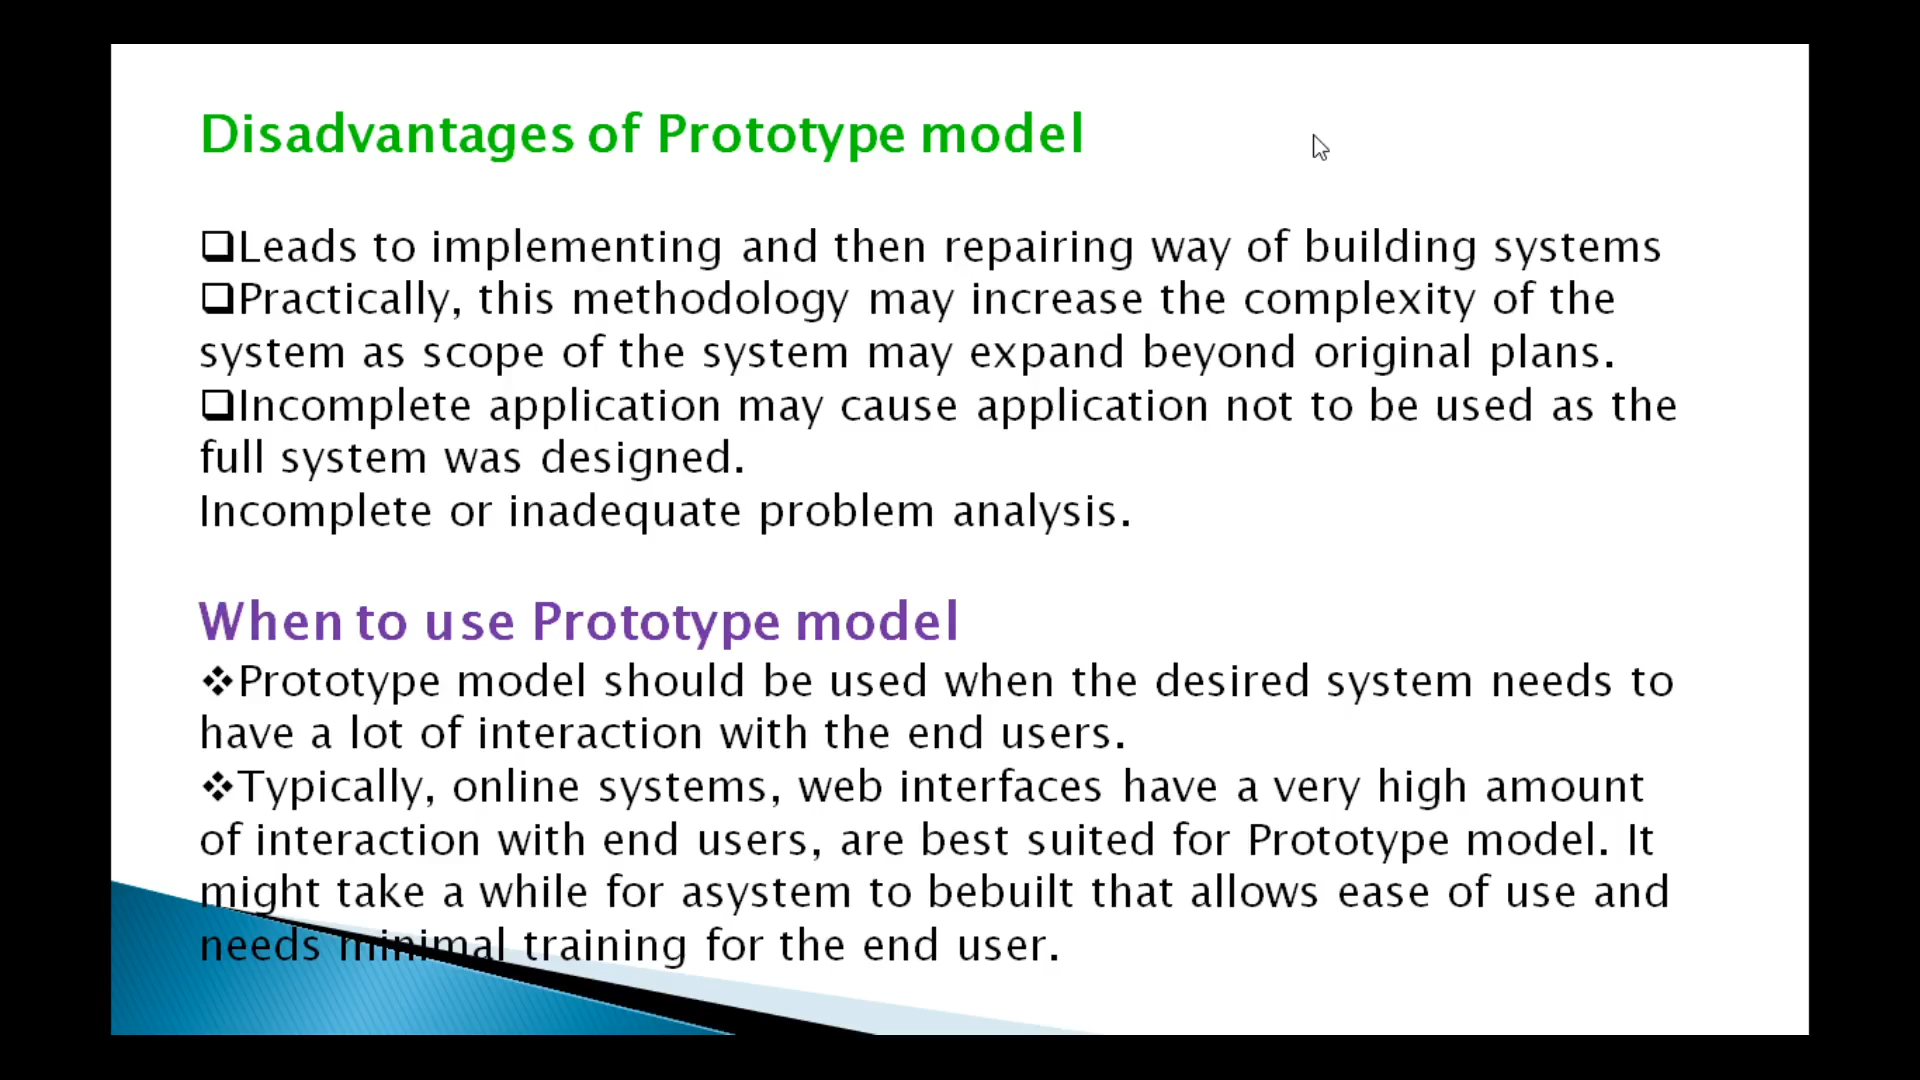 Disadvantages of Prototype model
❑Leads to implementing and then repairing way of building systems
❑Practically, this methodology may increase the complexity of the
system as scope of the system may expand beyond original plans.
❑Incomplete application may cause application not to be used as the
full system was designed.
Incomplete or inadequate problem analysis.
When to use Prototype model
❖Prototype model should be used when the desired system needs to
have a lot of interaction with the end users.
❖Typically, online systems, web interfaces have a very high amount
of interaction with end users, are best suited for Prototype model. It
might take a while for asystem to bebuilt that allows ease of use and
needs minimal training for the end user.